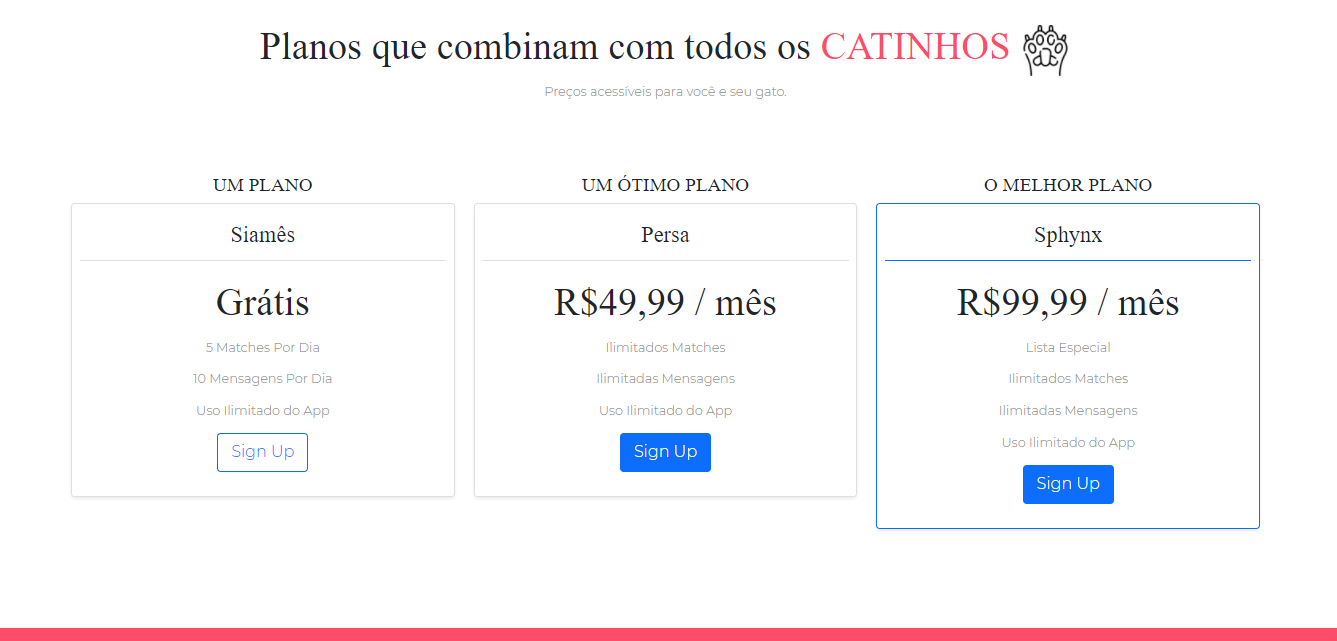 Planos que combinam com todos os CATINHOS
Preços acessíveis para você e seu gato.
UM PLANO
Siamês
Grátis
5 Matches Por Dia
10 Mensagens Por Dia
Uso Ilimitado do App
Sign Up
UM ÓTIMO PLANO
Persa
R$49,99 / mês
Ilimitados Matches
Ilimitadas Mensagens
Uso Ilimitado do App
Sign Up
O MELHOR PLANO
Sphynx
R$99,99 / mês
Lista Especial
Ilimitados Matches
Ilimitadas Mensagens
Uso Ilimitado do App
Sign Up